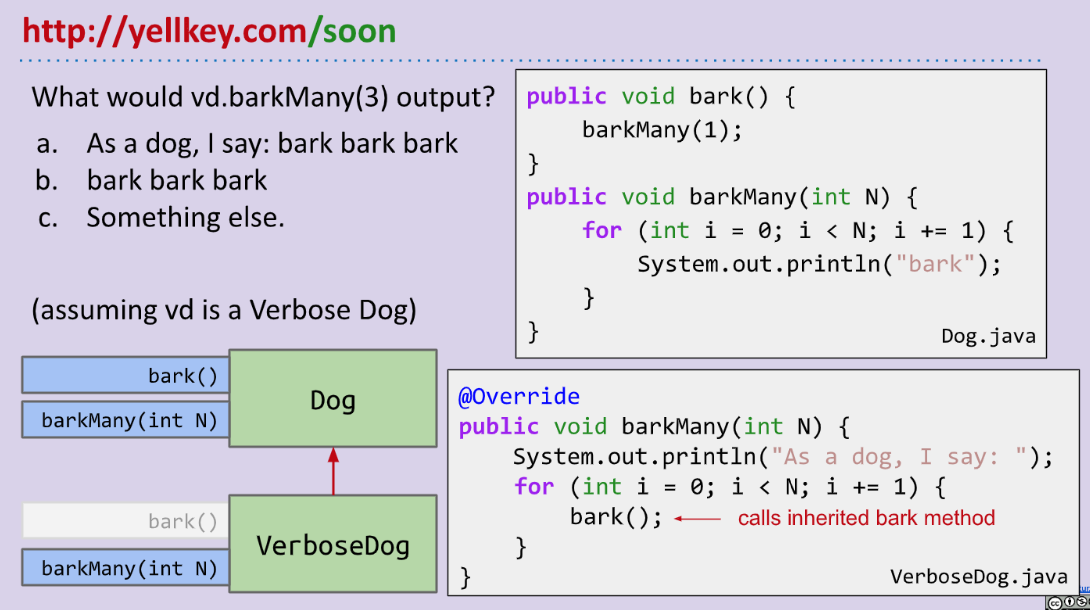 http://yellkey.com/soon
What would vd.barkMany(3) output?
a. As a dog, I say: bark bark bark
b. bark bark bark
c. Something else.
(assuming vd is a Verbose Dog)
public void bark() {
barkMany(1);
}
public void barkMany(int N) {
for (int i = 0; i < N; i += 1) {
System.out.println("bark");
}
}
Dog.java
bark()
barkMany(int N)
Dog
bark()
barkMany(int N)
VerboseDog
@Override
public void barkMany(int N) {
System.out.println("As a dog, I say: ");
for (int i = 0; i < N; i += 1) {
bark(); calls inherited bark method
}
}
VerboseDog.java